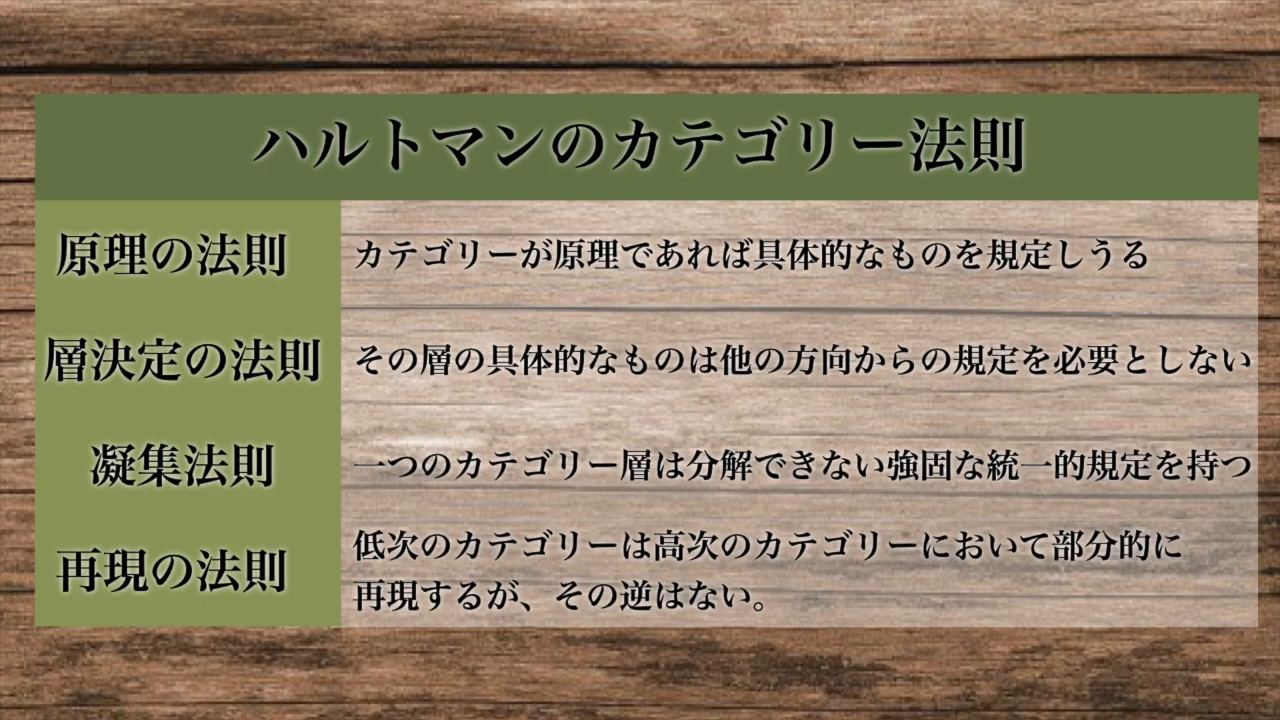 ハルトマンのカテゴリー法則
原理の法則
カテゴリーが原理であれば具体的なものを規定しうる
層決定の法則
その層の具体的なものは他の方向からの規定を必要としない
凝集法則
一つのカテゴリー層は分解できない強固な統一的規定を持つ
再現の法則
低次のカテゴリーは高次のカテゴリーにおいて部分的に
再現するが、その逆はない。